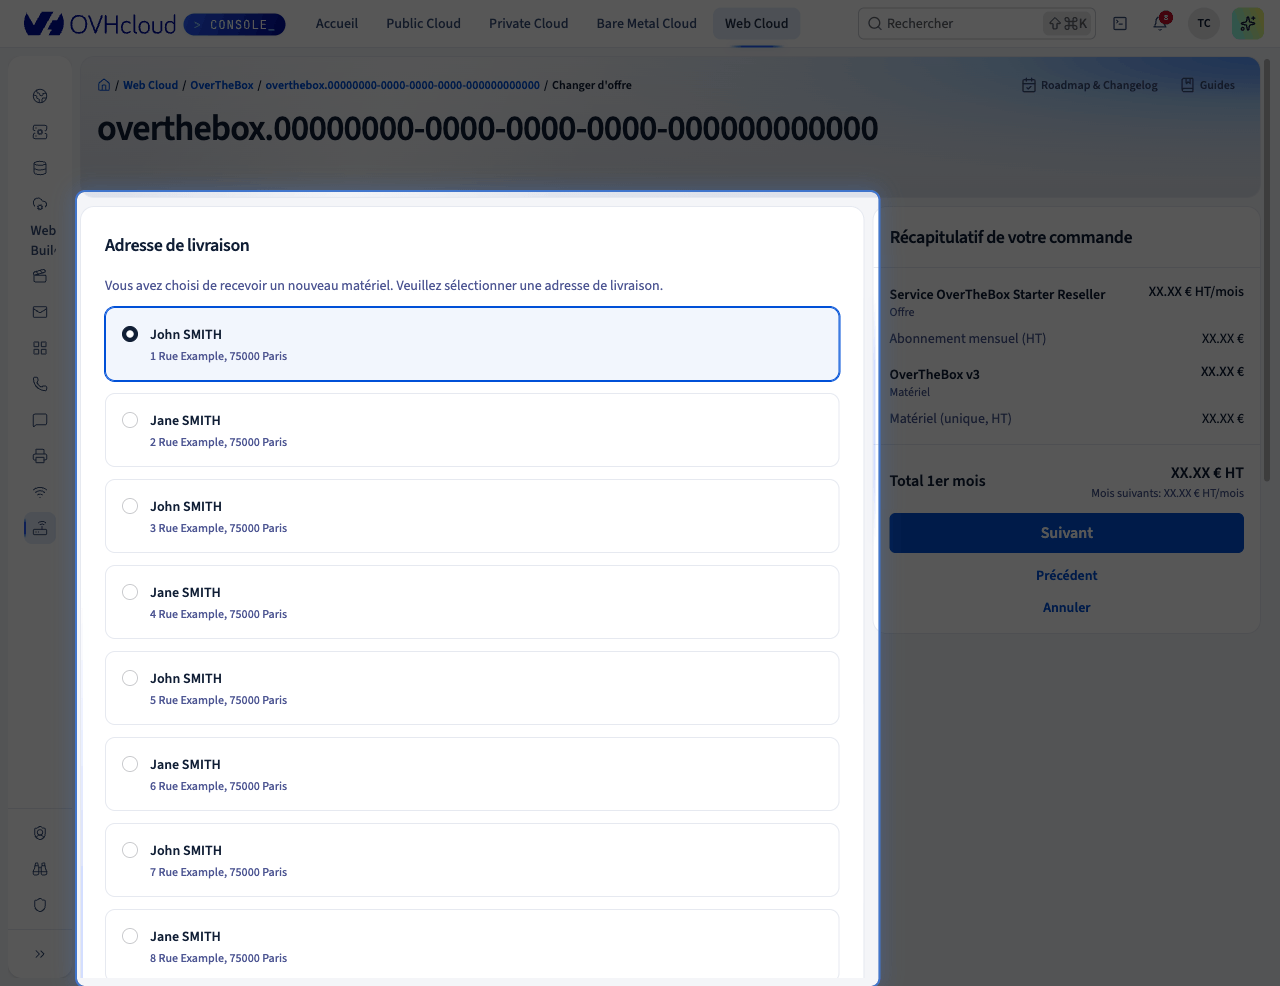 OVHcloud > CONSOLE_ Accueil Public Cloud Private Cloud Bare Metal Cloud Web Cloud Rechercher ⇧⌘K 3 TC
/ Web Cloud / OverTheBox / overthebox.00000000-0000-0000-0000-000000000000 / Changer d'offre Roadmap & Changelog Guides
overthebox.00000000-0000-0000-0000-000000000000
Web
Buil
Adresse de livraison
Vous avez choisi de recevoir un nouveau matériel. Veuillez sélectionner une adresse de livraison.
John SMITH
1 Rue Example, 75000 Paris
Jane SMITH
2 Rue Example, 75000 Paris
John SMITH
3 Rue Example, 75000 Paris
Jane SMITH
4 Rue Example, 75000 Paris
John SMITH
5 Rue Example, 75000 Paris
Jane SMITH
6 Rue Example, 75000 Paris
John SMITH
7 Rue Example, 75000 Paris
Jane SMITH
8 Rue Example, 75000 Paris
Récapitulatif de votre commande
Service OverTheBox Starter Reseller XX.XX € HT/mois
Offre
Abonnement mensuel (HT) XX.XX €
OverTheBox v3 XX.XX €
Matériel
Matériel (unique, HT) XX.XX €
Total 1er mois XX.XX € HT
Mois suivants: XX.XX € HT/mois
Suivant
Précédent
Annuler